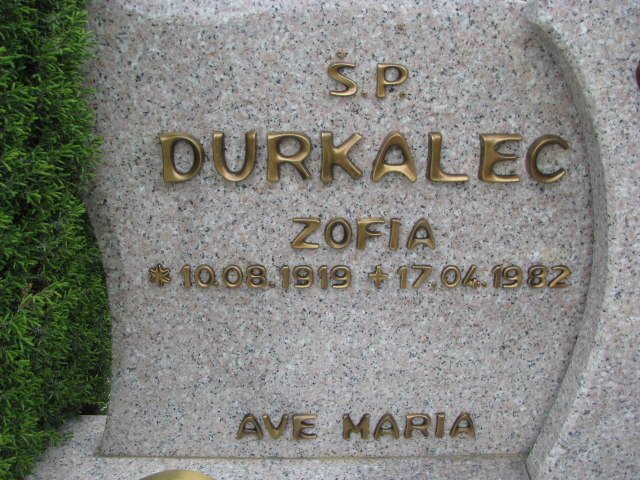 Ś.P.
DURKALEC
ZOFIA
* 10.08.1919 + 17.04.1982
AVE MARIA